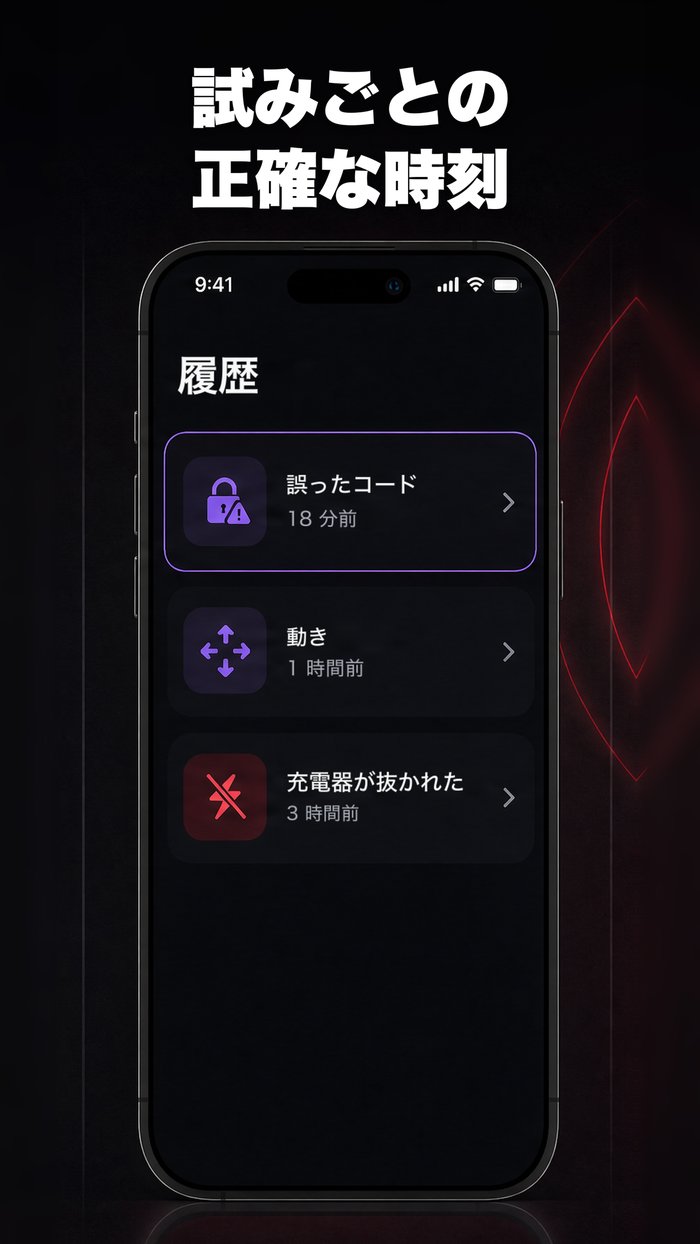 試みごとの
正確な時刻
9:41
履歴
誤ったコード
18 分前
動き
1 時間前
充電器が抜かれた
3 時間前